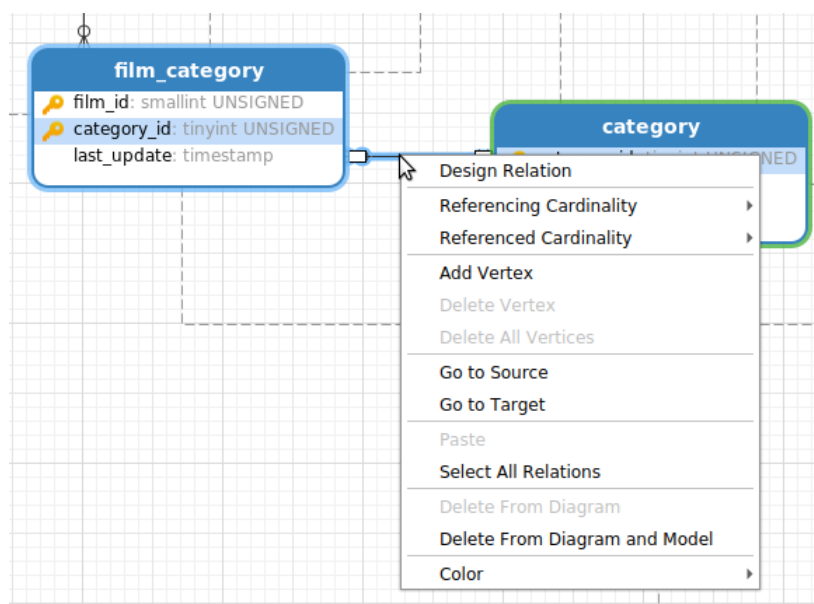 film_category
film_id: smallint UNSIGNED
category_id: tinyint UNSIGNED
last_update: timestamp
category
Design Relation
Referencing Cardinality
Referenced Cardinality
Add Vertex
Delete Vertex
Delete All Vertices
Go to Source
Go to Target
Paste
Select All Relations
Delete From Diagram
Delete From Diagram and Model
Color